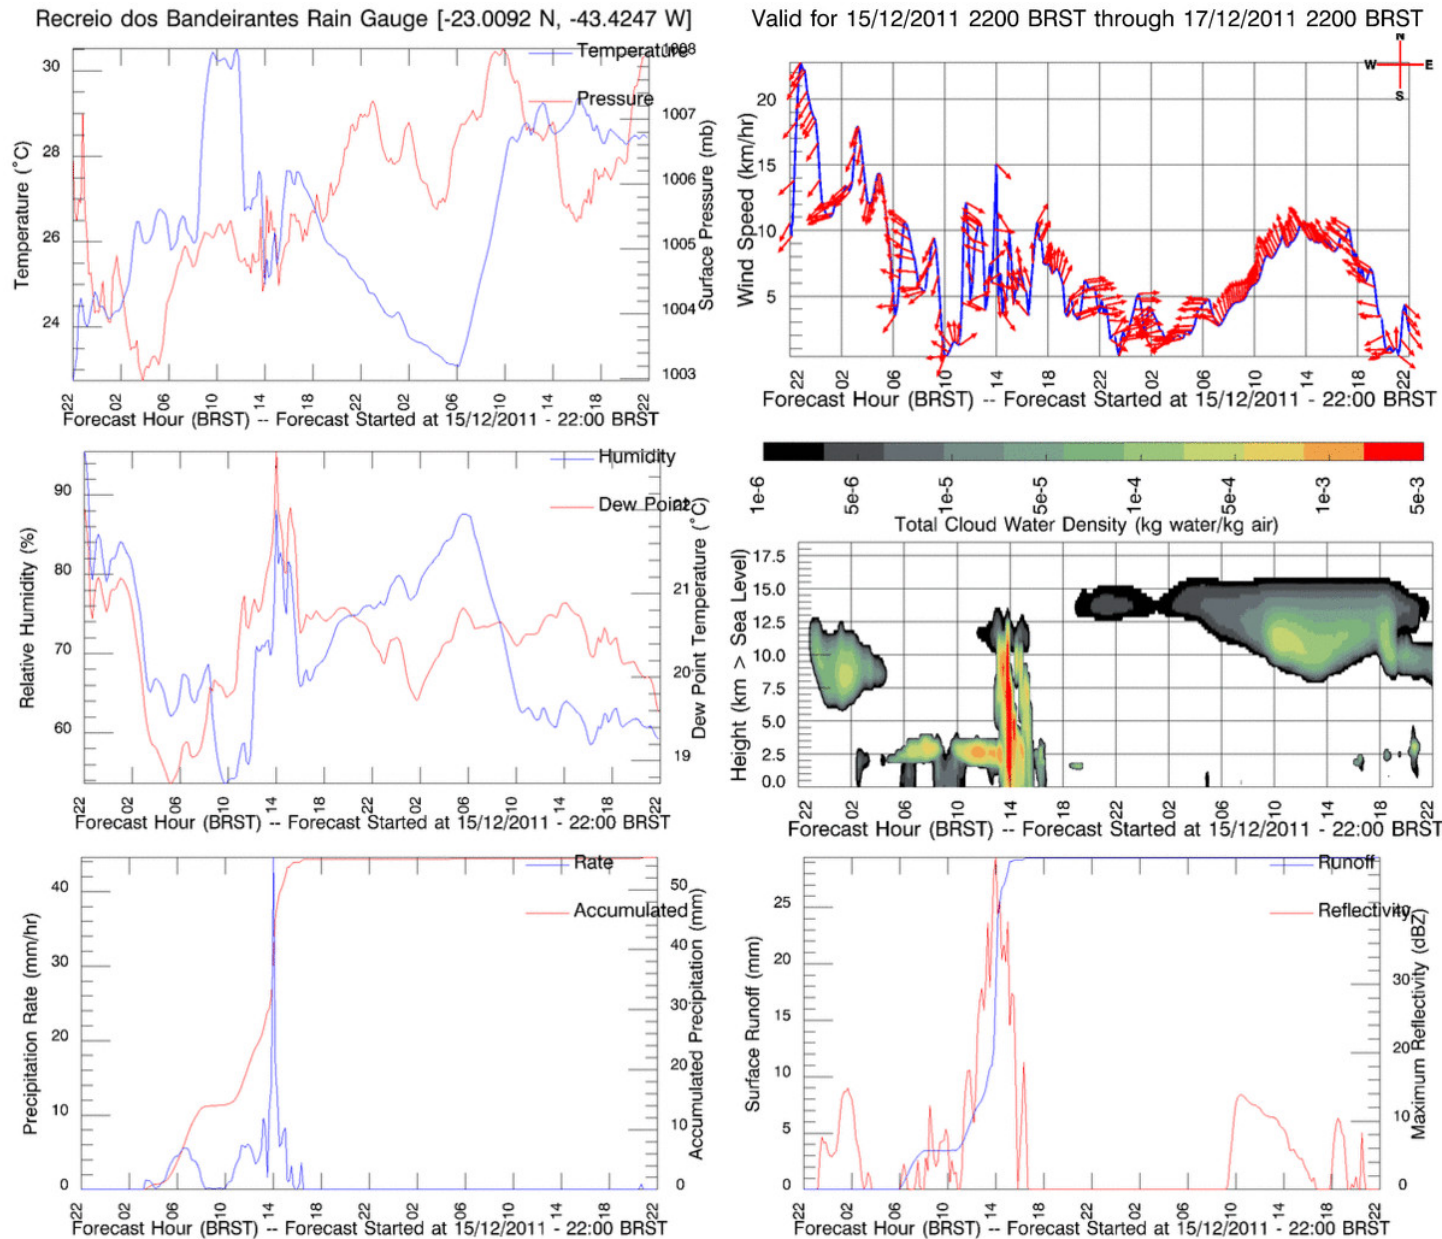 Recreio dos Bandeirantes Rain Gauge [-23.0092 N, -43.4247 W]
Valid for 15/12/2011 2200 BRST through 17/12/2011 2200 BRST
Temperature
Pressure
Temperature (°C)
30
28
26
24
1008
1007
1006
1005
1004
1003
Surface Pressure (mb)
22 02 06 10 14 18 22 02 06 10 14 18 22
Forecast Hour (BRST) -- Forecast Started at 15/12/2011 - 22:00 BRST
N
W E
S
Wind Speed (km/hr)
20
15
10
5
22 02 06 10 14 18 22 02 06 10 14 18 22
Forecast Hour (BRST) -- Forecast Started at 15/12/2011 - 22:00 BRST
Humidity
Dew Point
Relative Humidity (%)
90
80
70
60
22
21
20
19
Dew Point Temperature (°C)
22 02 06 10 14 18 22 02 06 10 14 18 22
Forecast Hour (BRST) -- Forecast Started at 15/12/2011 - 22:00 BRST
1e-6 5e-6 1e-5 5e-5 1e-4 5e-4 1e-3 5e-3
Total Cloud Water Density (kg water/kg air)
Height (km > Sea Level)
17.5
15.0
12.5
10.0
7.5
5.0
2.5
0.0
22 02 06 10 14 18 22 02 06 10 14 18 22
Forecast Hour (BRST) -- Forecast Started at 15/12/2011 - 22:00 BRST
Rate
Accumulated
Precipitation Rate (mm/hr)
40
30
20
10
0
50
40
30
20
10
0
Accumulated Precipitation (mm)
22 02 06 10 14 18 22 02 06 10 14 18 22
Forecast Hour (BRST) -- Forecast Started at 15/12/2011 - 22:00 BRST
Runoff
Reflectivity
Surface Runoff (mm)
25
20
15
10
5
0
40
30
20
10
0
Maximum Reflectivity (dBZ)
22 02 06 10 14 18 22 02 06 10 14 18 22
Forecast Hour (BRST) -- Forecast Started at 15/12/2011 - 22:00 BRST